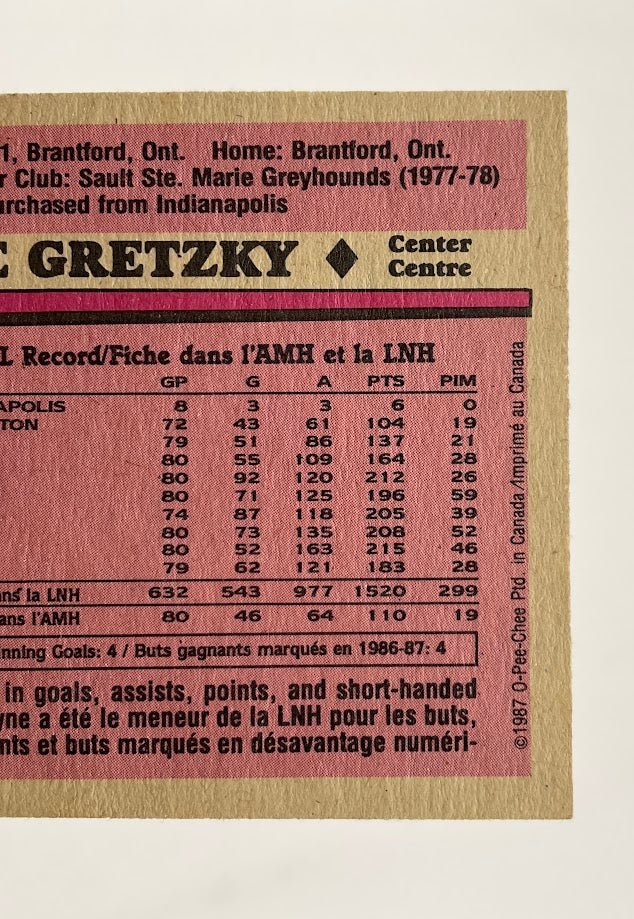 1, Brantford, Ont. Home: Brantford, Ont.
r Club: Sault Ste. Marie Greyhounds (1977-78)
urchased from Indianapolis
E GRETZKY ♦ Center
Centre
L Record/Fiche dans l'AMH et la LNH
GP G A PTS PIM
APOLIS 8 3 3 6 0
TON 72 43 61 104 19
79 51 86 137 21
80 55 109 164 28
80 92 120 212 26
80 71 125 196 59
74 87 118 205 39
80 73 135 208 52
80 52 163 215 46
79 62 121 183 28
ans la LNH 632 543 977 1520 299
ans l'AMH 80 46 64 110 19
nning Goals: 4 / Buts gagnants marqués en 1986-87: 4
in goals, assists, points, and short-handed
yne a été le meneur de la LNH pour les buts,
nts et buts marqués en désavantage numéri-
©1987 O-Pee-Chee Ptd. in Canada /Imprimé au Canada